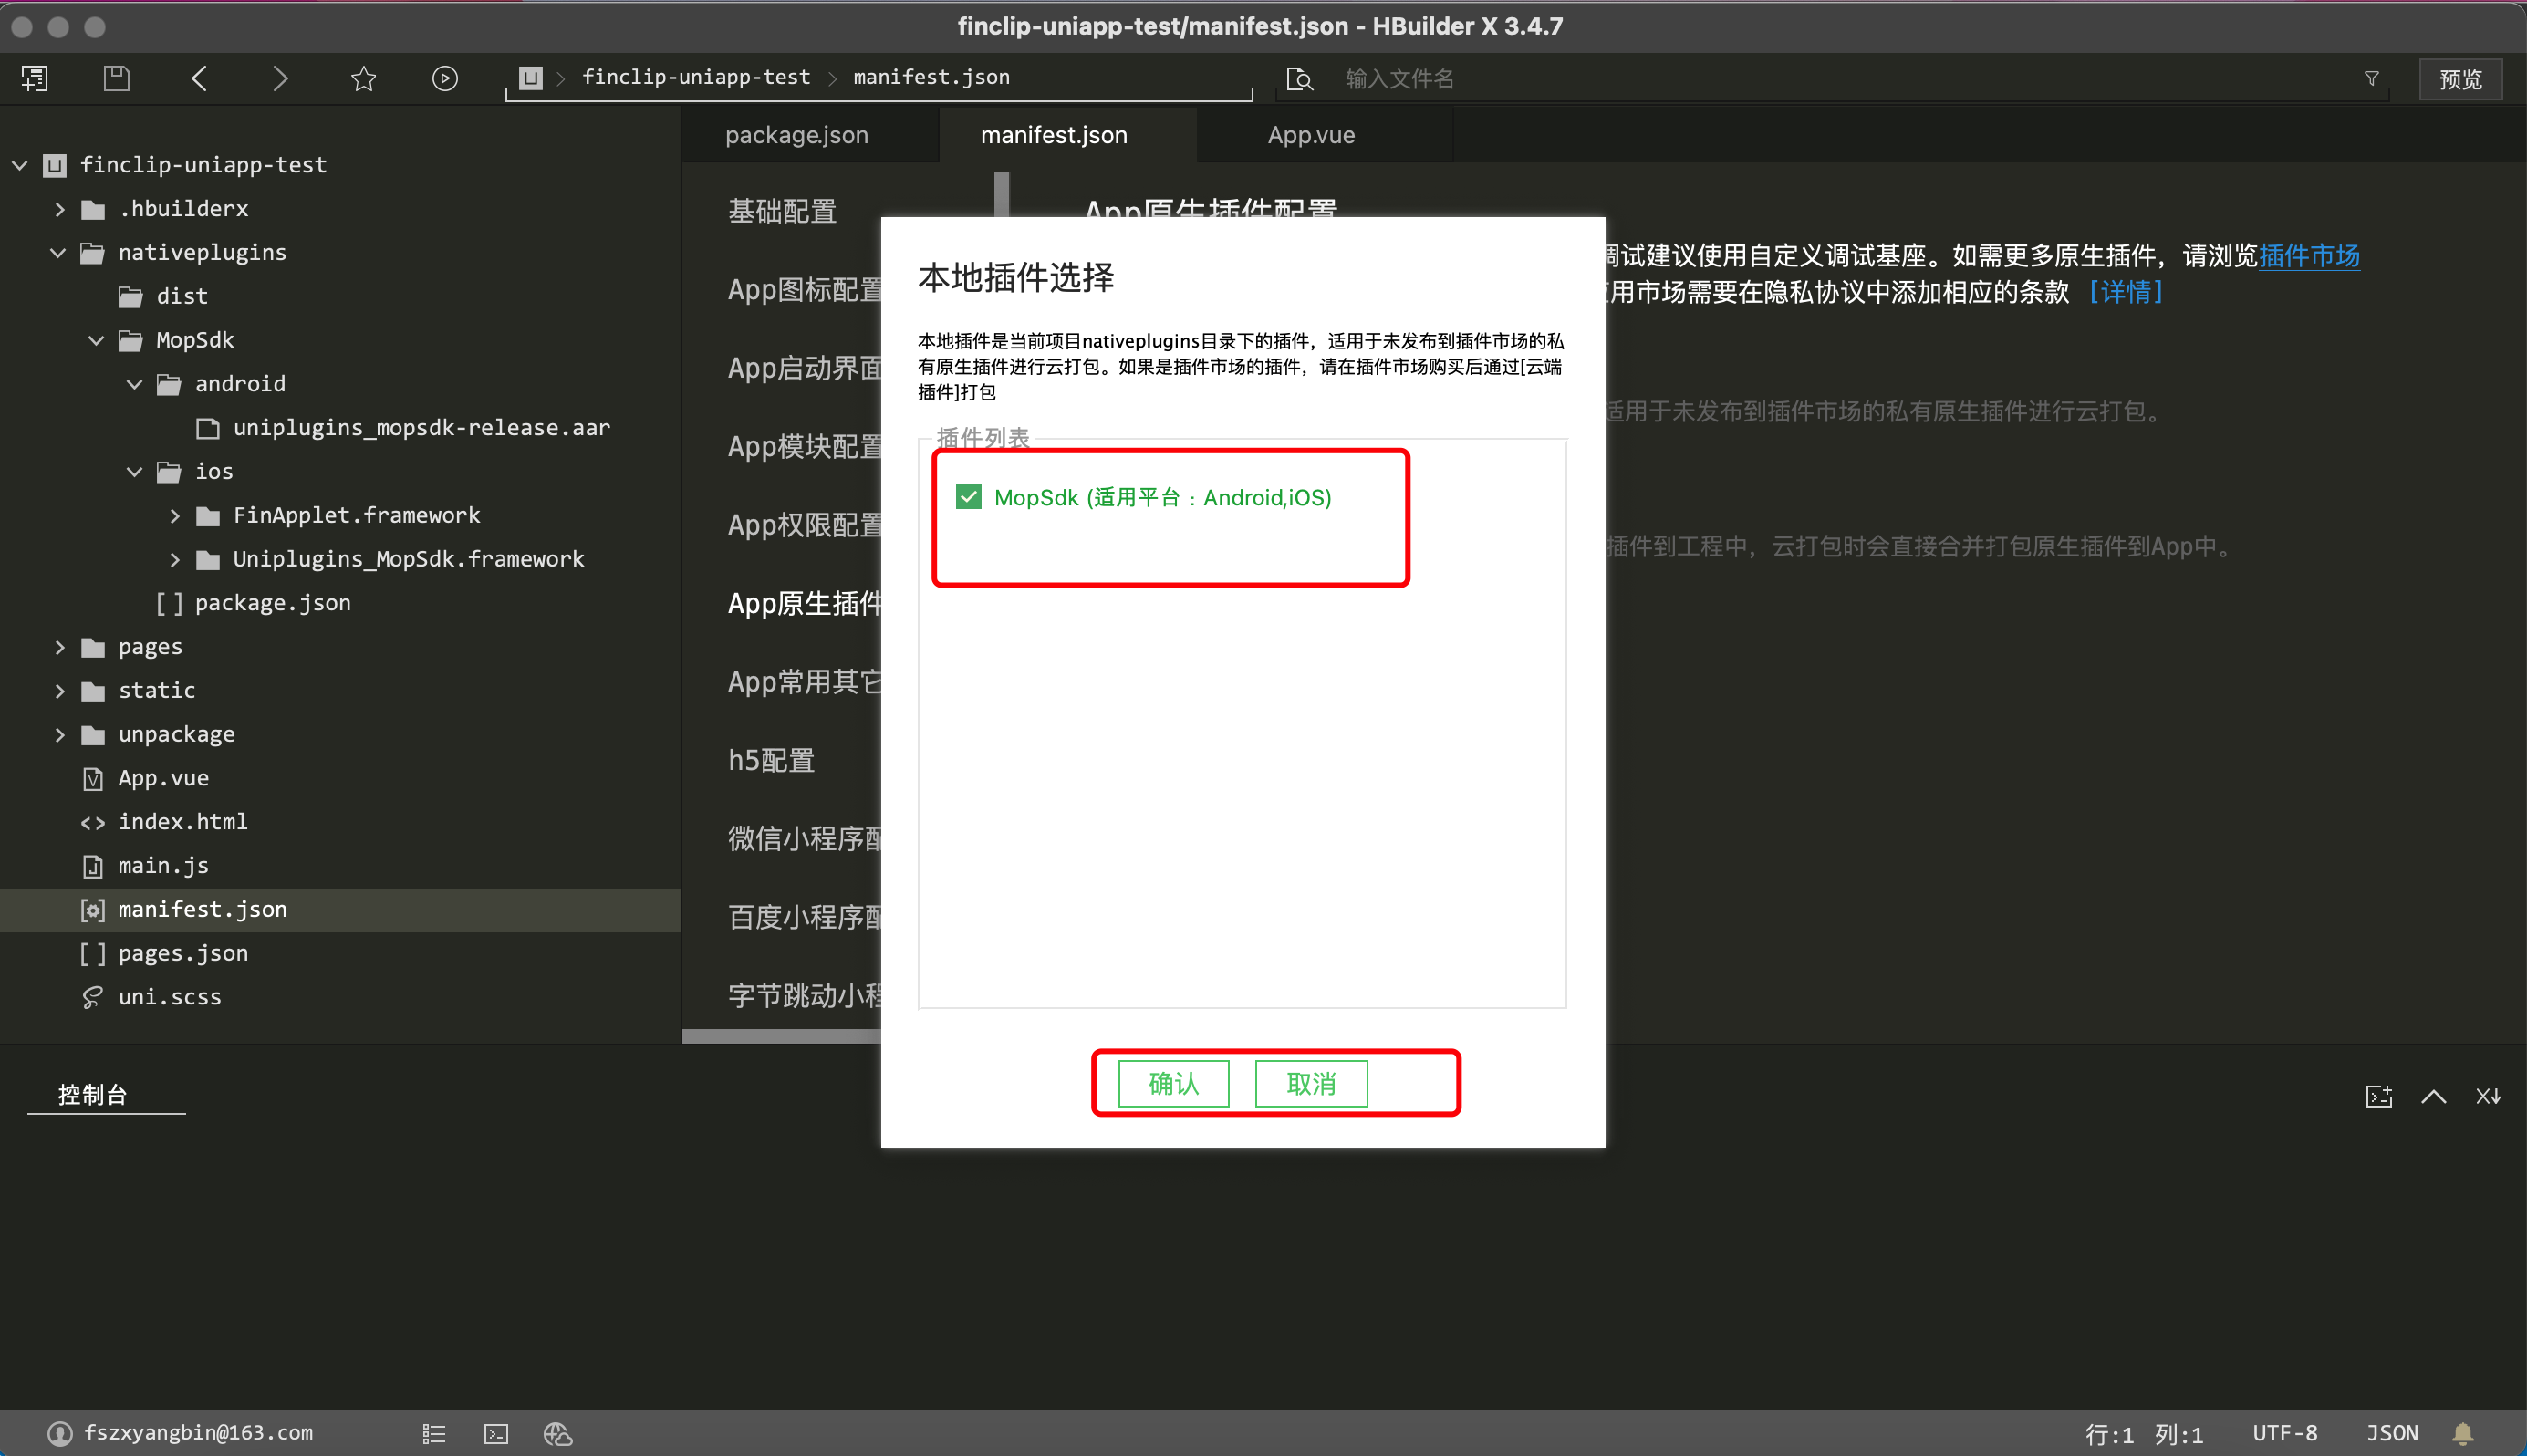 finclip-uniapp-test/manifest.json - HBuilder X 3.4.7
finclip-uniapp-test
manifest.json
输入文件名
预览
package.json
manifest.json
App.vue
finclip-uniapp-test
.hbuilderx
nativeplugins
dist
MopSdk
android
uniplugins_mopsdk-release.aar
ios
FinApplet.framework
Uniplugins_MopSdk.framework
package.json
pages
static
unpackage
App.vue
index.html
main.js
manifest.json
pages.json
uni.scss
基础配置
App图标配置
App启动界面
App模块配置
App权限配置
App原生插件
App常用其它
h5配置
微信小程序配
百度小程序配
字节跳动小程
App原生插件配置
调试建议使用自定义调试基座。如需更多原生插件，请浏览插件市场
应用市场需要在隐私协议中添加相应的条款 [详情]
适用于未发布到插件市场的私有原生插件进行云打包。
插件到工程中，云打包时会直接合并打包原生插件到App中。
本地插件选择
本地插件是当前项目nativeplugins目录下的插件，适用于未发布到插件市场的私
有原生插件进行云打包。如果是插件市场的插件，请在插件市场购买后通过[云端
插件]打包
插件列表
MopSdk (适用平台：Android,iOS)
确认
取消
控制台
fszxyangbin@163.com
行:1 列:1
UTF-8
JSON